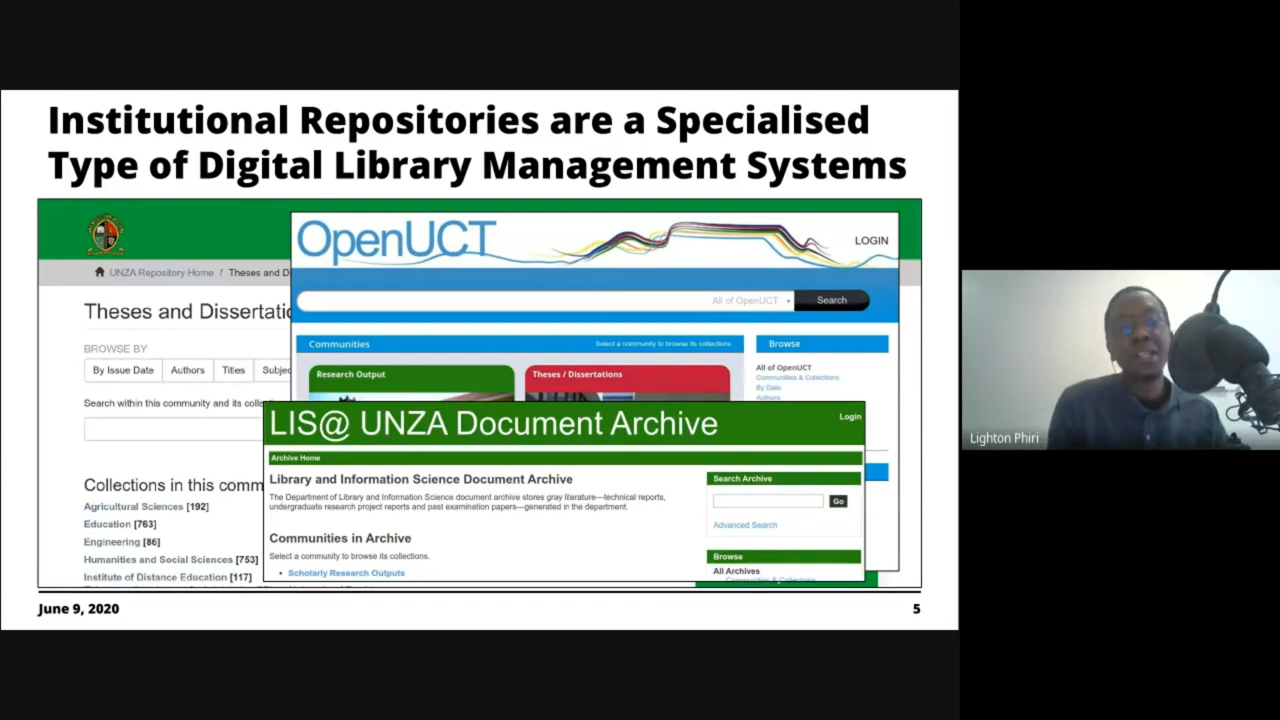 Institutional Repositories are a Specialised
Type of Digital Library Management Systems
UNZA Repository Home / Theses and D
Theses and Dissertatio
BROWSE BY
By Issue Date
Authors
Titles
Subjec
Search within this community and its colle
Collections in this comm
Agricultural Sciences [192]
Education [763]
Engineering [86]
Humanities and Social Sciences [753]
Institute of Distance Education [117]
OpenUCT
LOGIN
All of OpenUCT
Search
Communities
Select a community to browse its collections
Browse
Research Output
Theses / Dissertations
All of OpenUCT
Communities & Collections
By Date
Authors
LIS@ UNZA Document Archive
Login
Archive Home
Library and Information Science Document Archive
The Department of Library and Information Science document archive stores gray literature—technical reports,
undergraduate research project reports and past examination papers—generated in the department.
Communities in Archive
Select a community to browse its collections.
• Scholarly Research Outputs
Search Archive
Go
Advanced Search
Browse
All Archives
Communities & Collections
June 9, 2020
5
Lighton Phiri